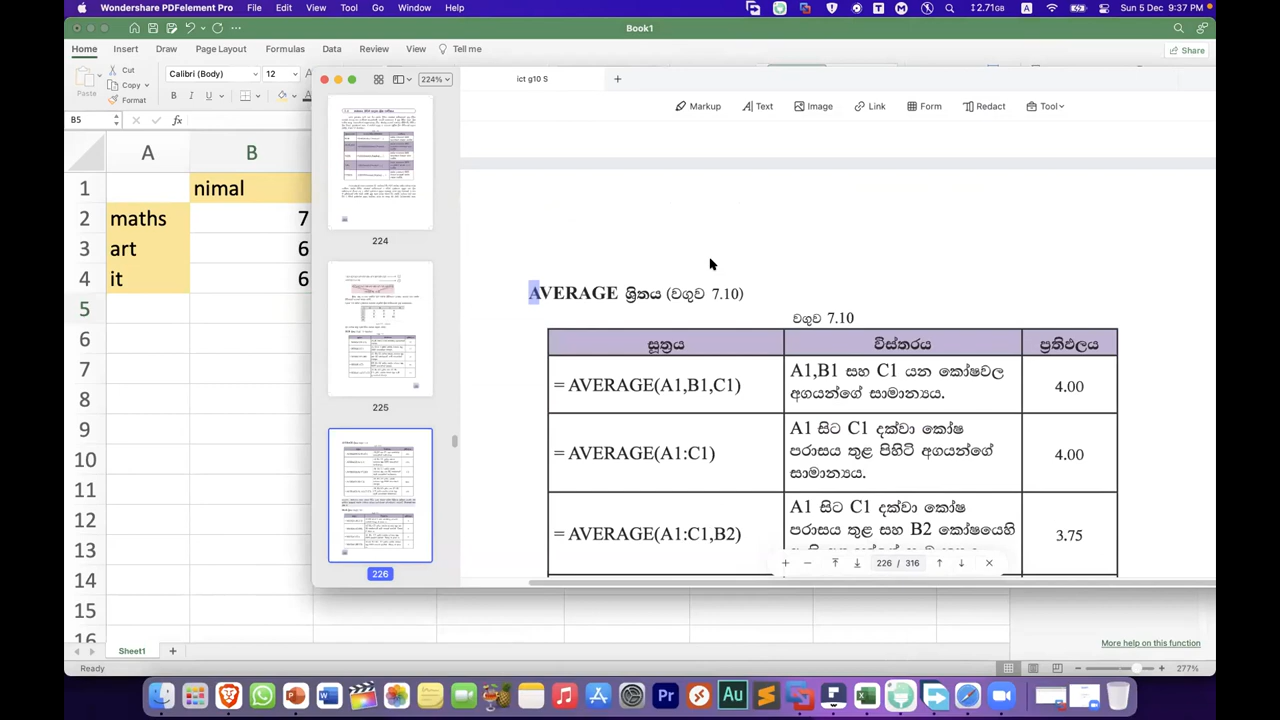 Wondershare PDFelement File Edit View Tool Go Window Help
2.71GB A Sun 5 Dec 9:37 PM
Book1
Home Insert Draw Page Layout Formulas Data Review View Tell me
Share
Paste
Cut
Copy
Format
Calibri (Body) 12
B I U
B5 fx
224%
ict g10 S
Markup Text Image Link Form Redact Tool
A B
1 nimal
2 maths 7
3 art 6
4 it 6
5
6
7
8
9
10
11
12
13
14
15
16
224
225
226
AVERAGE ශ්‍රිතය (වගුව 7.10)
වගුව 7.10
සූත්‍රය විස්තරය ප්‍රතිඵලය
= AVERAGE(A1,B1,C1) A1,B1 සහ C1 යන කෝෂවල අගයන්ගේ සාමාන්‍යය. 4.00
= AVERAGE(A1:C1) A1 සිට C1 දක්වා කෝෂ පරාසය තුළ පිහිටි අගයන්ගේ සාමාන්‍යය. 4.00
= AVERAGE(A1:C1,B2) A1 සිට C1 දක්වා කෝෂ පරාසය තුළ සහ B2 කෝෂයෙහි 3.75
226 / 316
More help on this function
Sheet1
Ready
277%